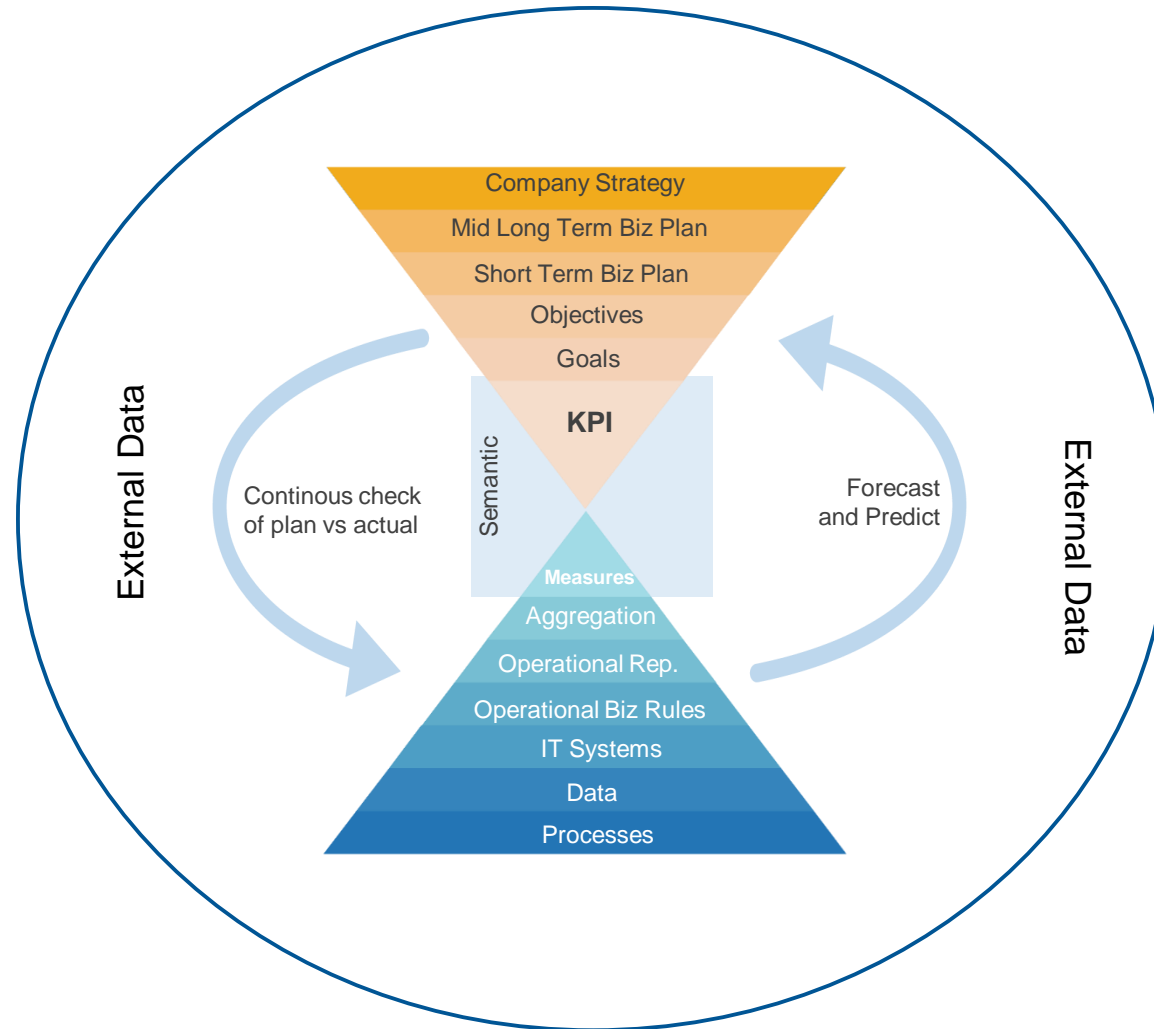 Company Strategy
Mid Long Term Biz Plan
Short Term Biz Plan
Objectives
Goals
KPI
Semantic
External Data
Continous check
of plan vs actual
Forecast
and Predict
External Data
Measures
Aggregation
Operational Rep.
Operational Biz Rules
IT Systems
Data
Processes